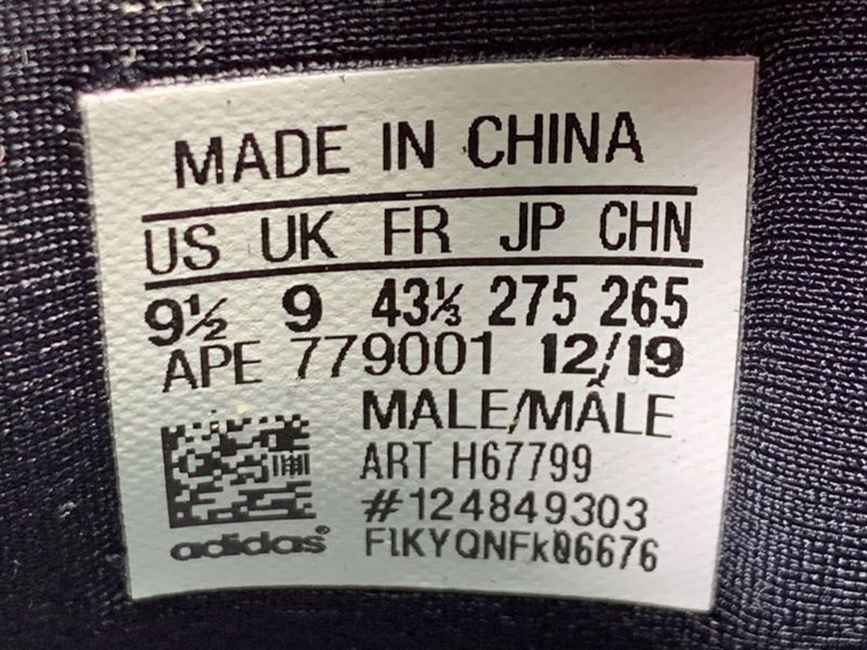 MADE IN CHINA
US UK FR JP CHN
9½ 9 43⅓ 275 265
APE 779001 12/19
MALE/MÂLE
ART H67799
#124849303
adidas®